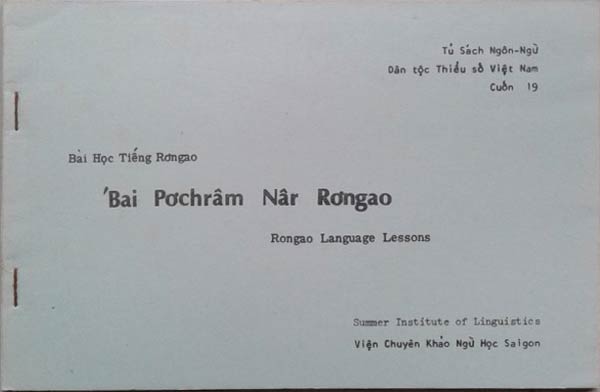 Tủ Sách Ngôn-Ngữ
Dân tộc Thiểu số Việt Nam
Cuốn 19
Bài Học Tiếng Rơngao
'Bai Pơchrâm Nâr Rơngao
Rongao Language Lessons
Summer Institute of Linguistics
Viện Chuyên Khảo Ngữ Học Saigon